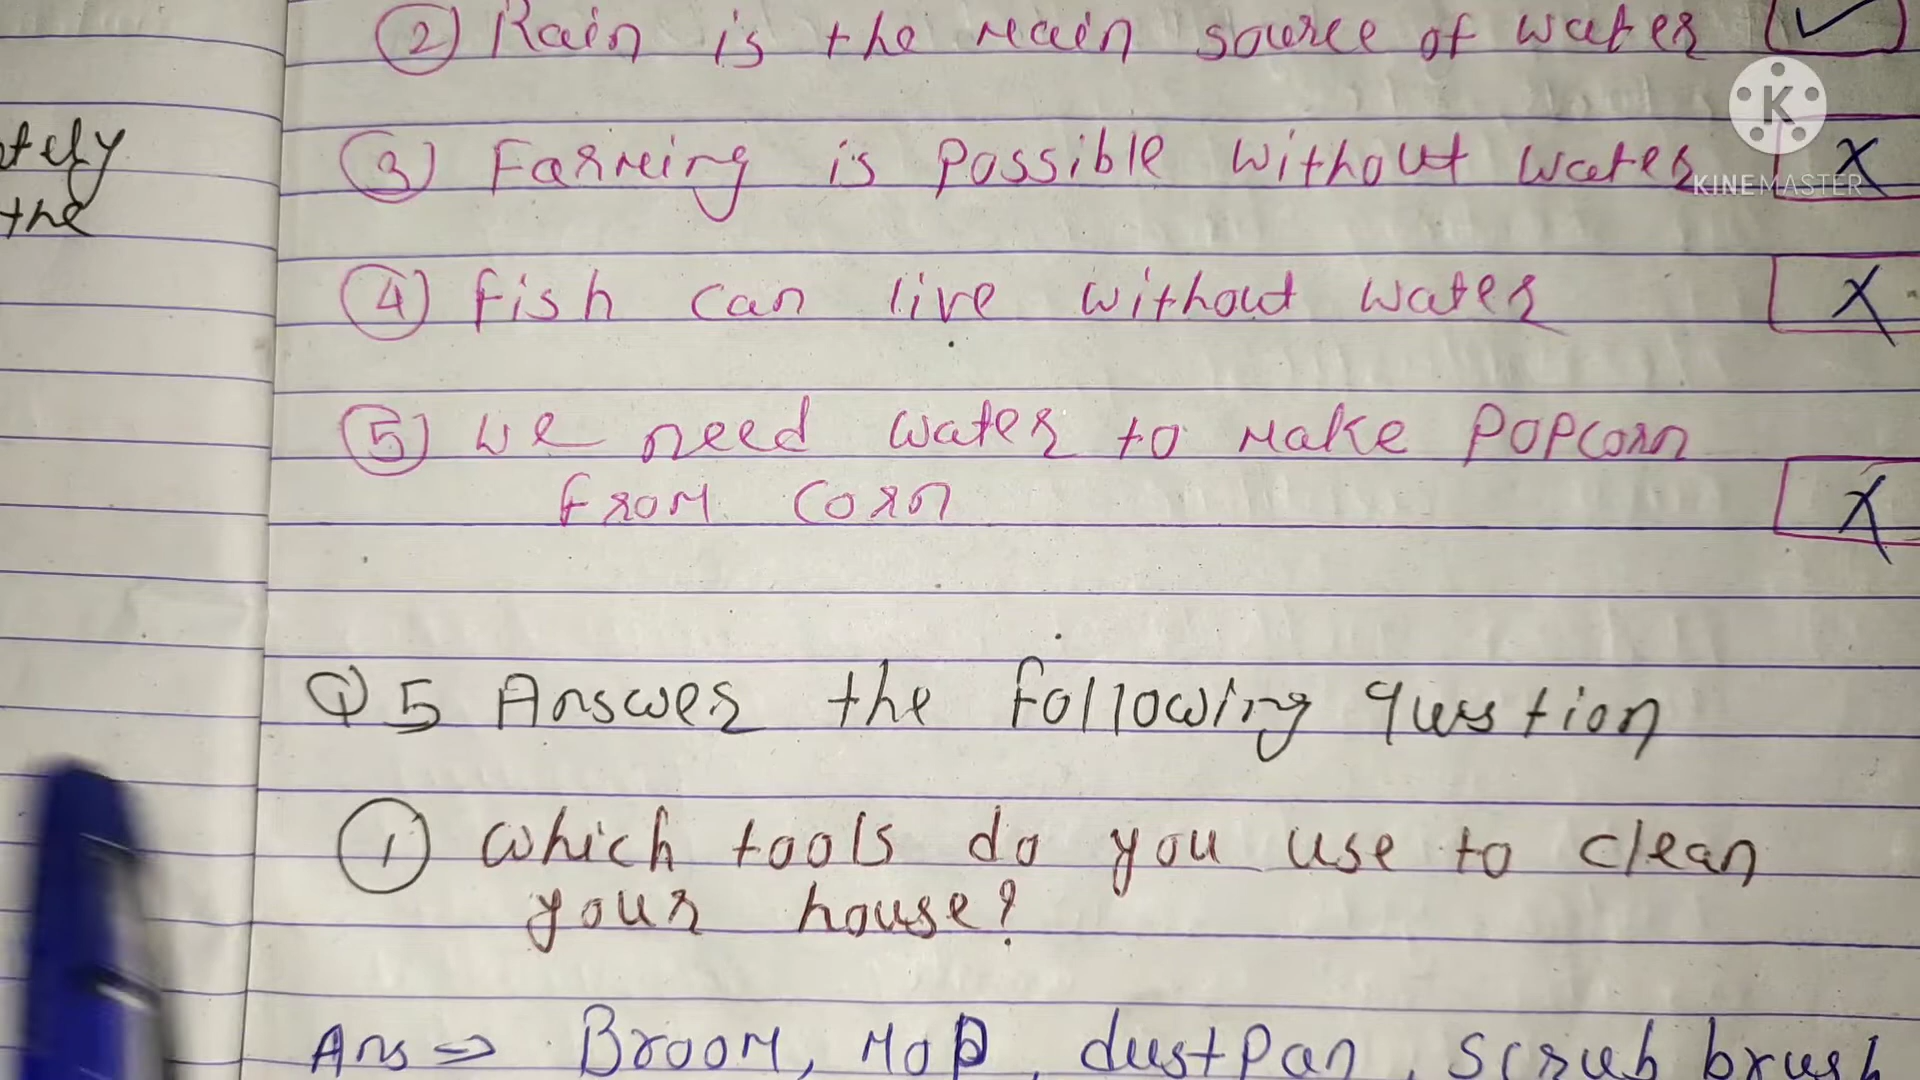 ② Rain is the main source of water ✓
③ Farming is possible without water X
④ Fish can live without water X
⑤ we need water to make popcorn
from corn X
Q5 Answer the following question
① which tools do you use to clean
your house?
Ans ⇒ Broom, Mop, dustpan, scrub brush
tely
the
K
KINEMASTER